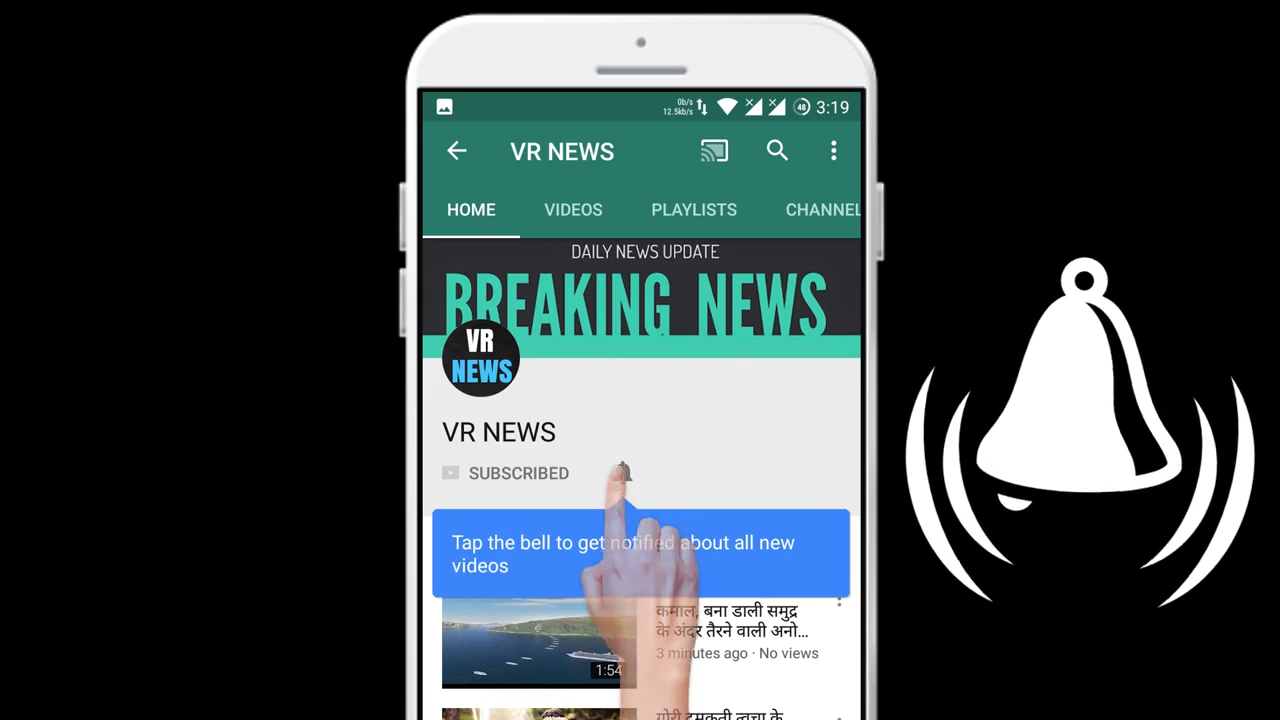 0b/s
12.5kb/s
48
3:19
VR NEWS
HOME
VIDEOS
PLAYLISTS
CHANNEL
DAILY NEWS UPDATE
BREAKING NEWS
VR
NEWS
VR NEWS
SUBSCRIBED
Tap the bell to get notified about all new
videos
कमाल, बना डाली समुद्र
के अंदर तैरने वाली अनो...
3 minutes ago · No views
1:54
गोरी दमकती त्वचा के